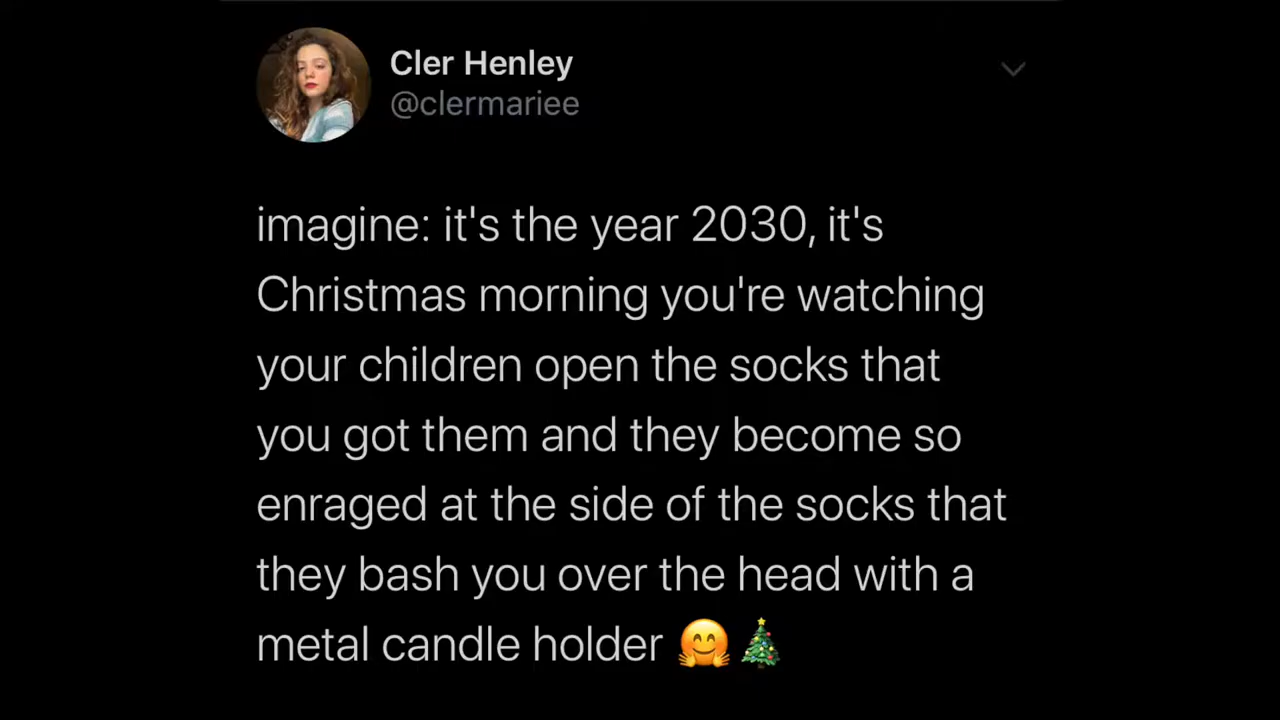 Cler Henley
@clermariee
imagine: it's the year 2030, it's
Christmas morning you're watching
your children open the socks that
you got them and they become so
enraged at the side of the socks that
they bash you over the head with a
metal candle holder 🤗🎄